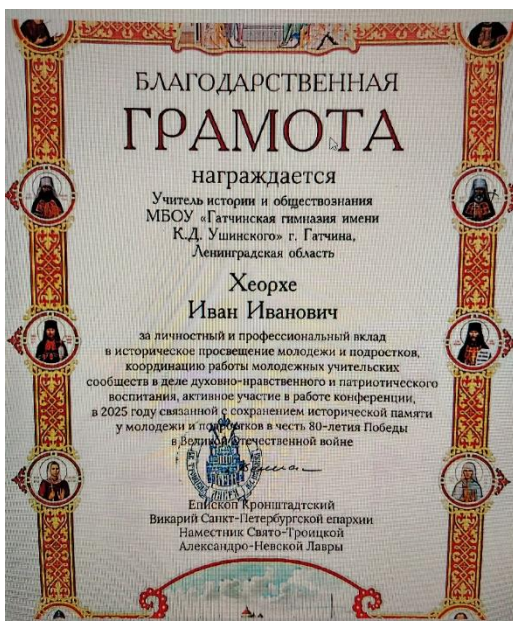 БЛАГОДАРСТВЕННАЯ
ГРАМОТА
награждается
Учитель истории и обществознания
МБОУ «Гатчинская гимназия имени
К.Д. Ушинского» г. Гатчина,
Ленинградская область
Хеорхе
Иван Иванович
за личностный и профессиональный вклад
в историческое просвещение молодежи и подростков,
координацию работы молодежных учительских
сообществ в деле духовно-нравственного и патриотического
воспитания, активное участие в работе конференции,
в 2025 году связанной с сохранением исторической памяти
у молодежи и подростков в честь 80-летия Победы
в Великой Отечественной войне
Епископ Кронштадтский
Викарий Санкт-Петербургской епархии
Наместник Свято-Троицкой
Александро-Невской Лавры